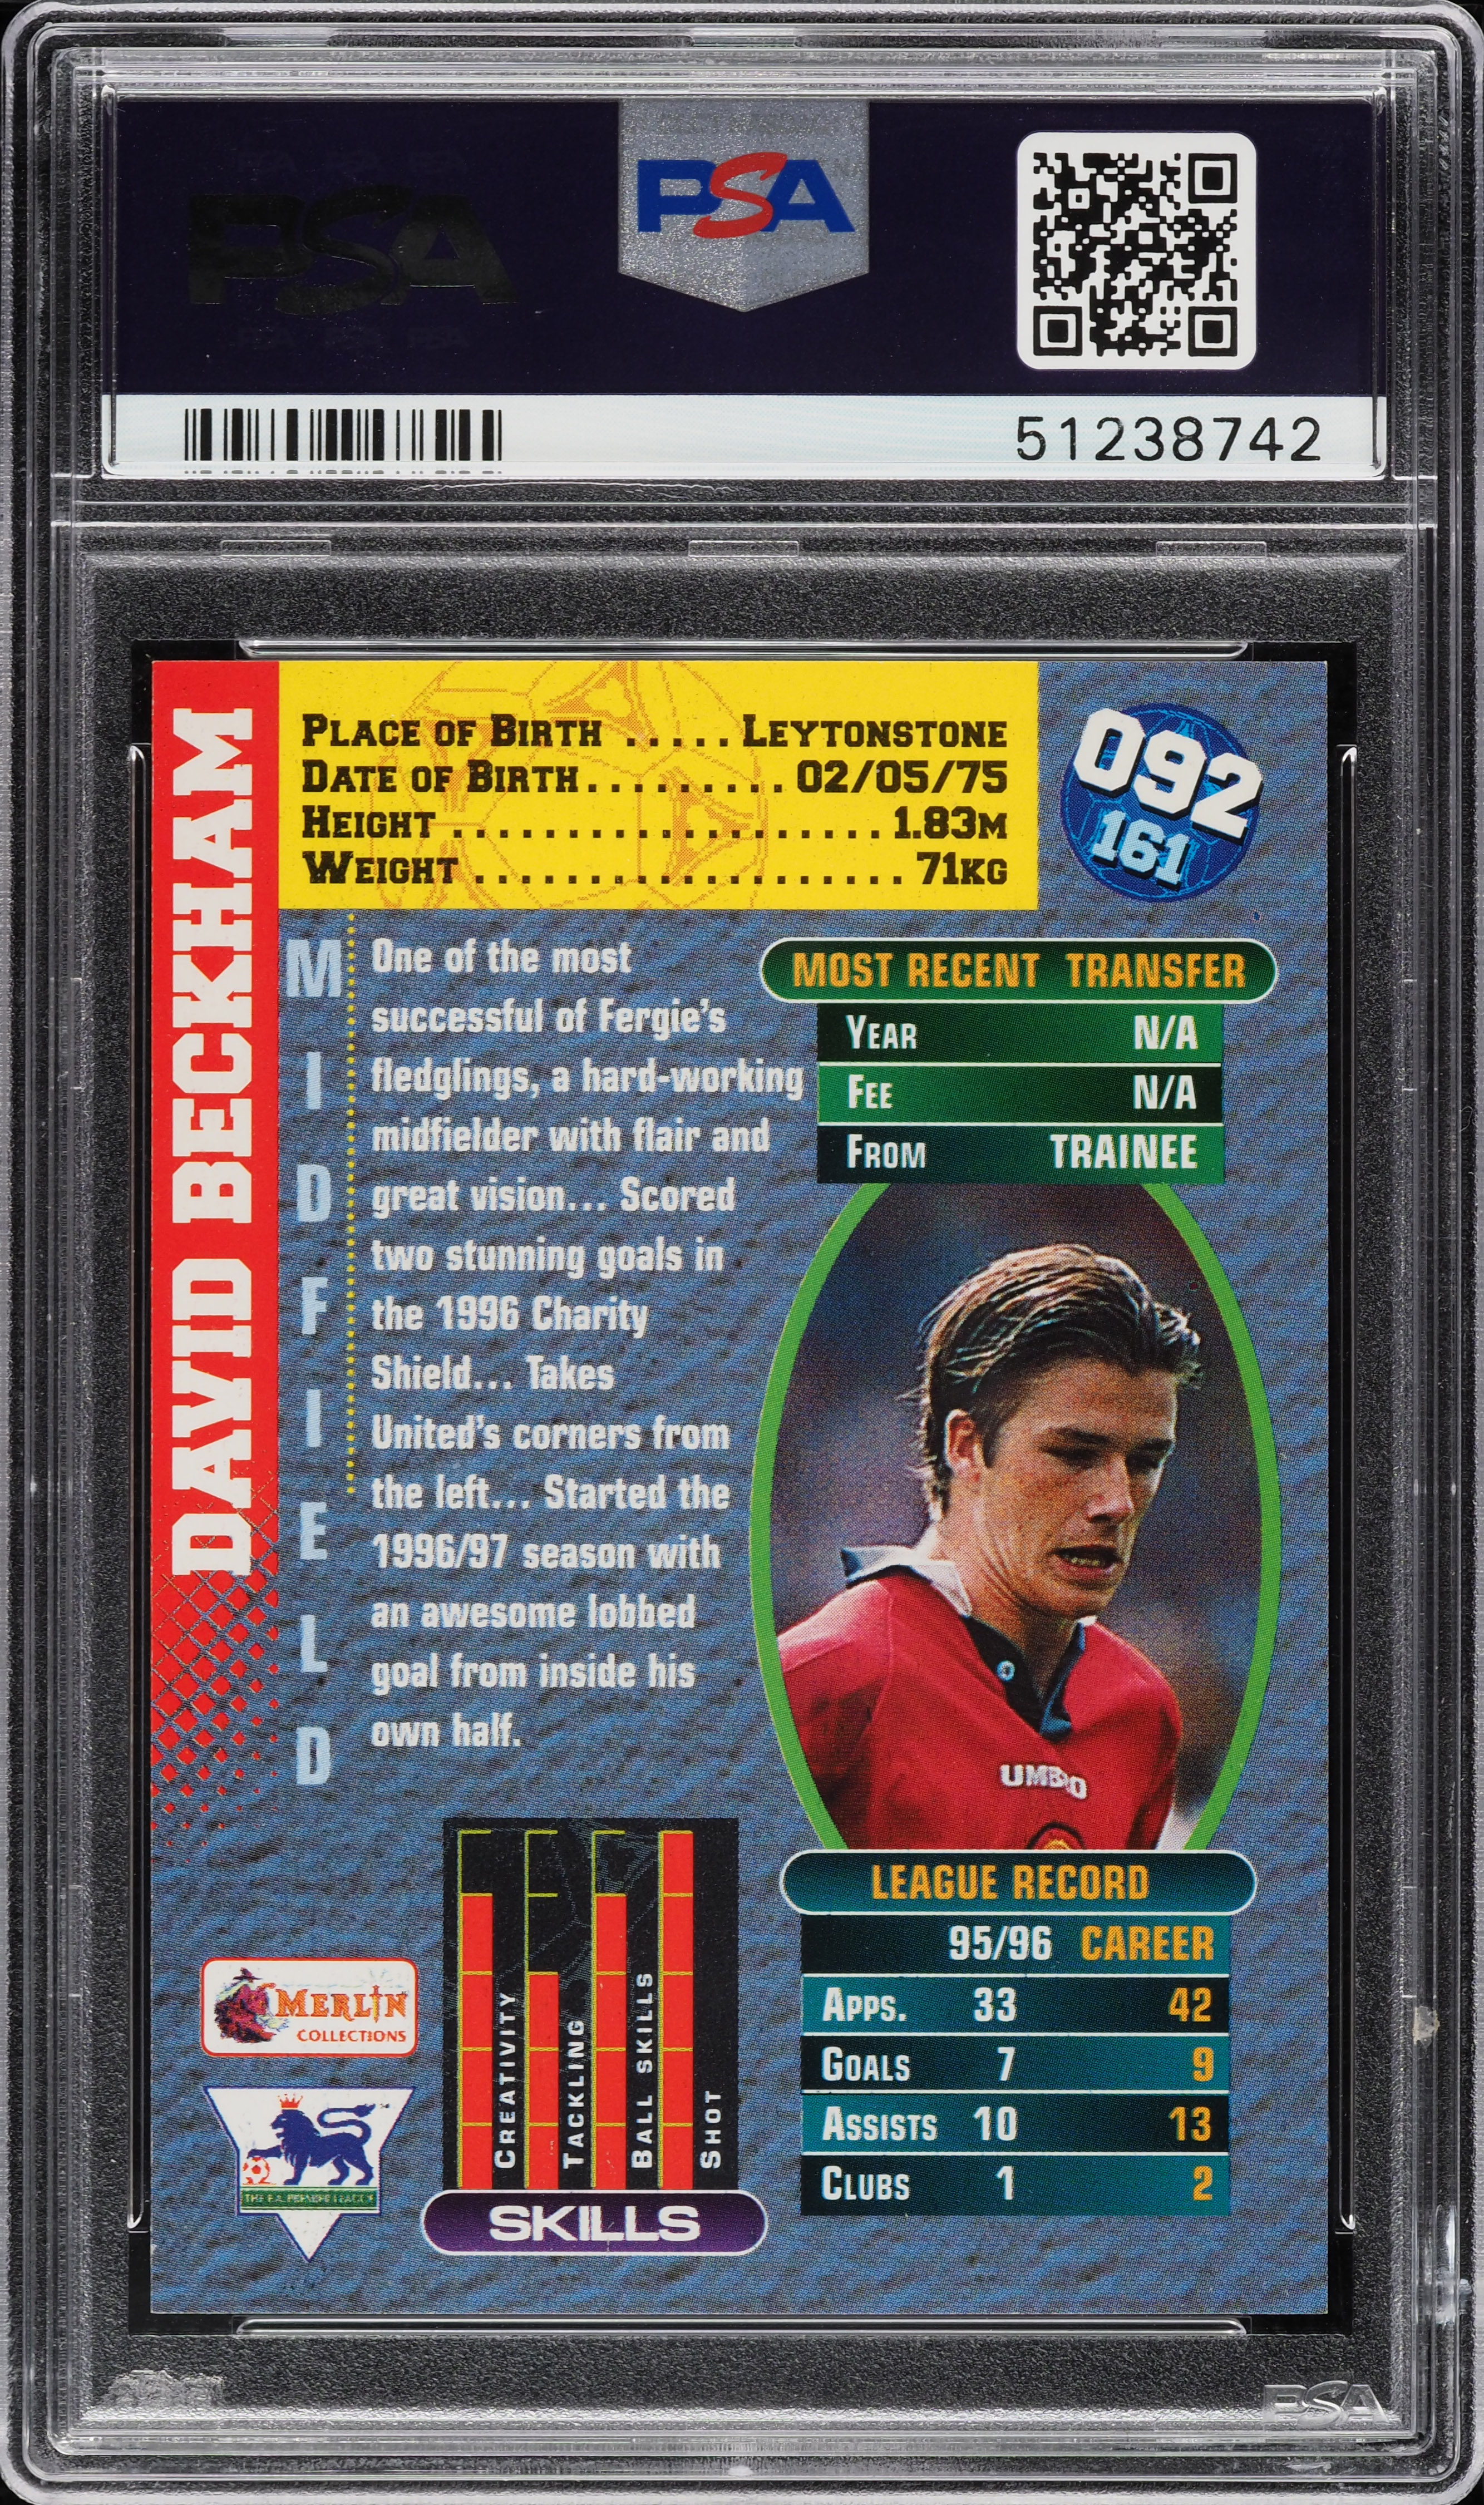 PSA
PSA
51238742
DAVID BECKHAM
PLACE OF BIRTH ..... LEYTONSTONE
DATE OF BIRTH......... 02/05/75
HEIGHT ................... 1.83M
WEIGHT ................... 71KG
092
161
MIDFIELD
One of the most
successful of Fergie's
fledglings, a hard-working
midfielder with flair and
great vision... Scored
two stunning goals in
the 1996 Charity
Shield... Takes
United's corners from
the left... Started the
1996/97 season with
an awesome lobbed
goal from inside his
own half.
MOST RECENT TRANSFER
YEAR N/A
FEE N/A
FROM TRAINEE
UMBRO
LEAGUE RECORD
95/96 CAREER
APPS. 33 42
GOALS 7 9
ASSISTS 10 13
CLUBS 1 2
CREATIVITY
TACKLING
BALL SKILLS
SHOT
SKILLS
MERLIN
COLLECTIONS
THE F.A. PREMIER LEAGUE
PSA